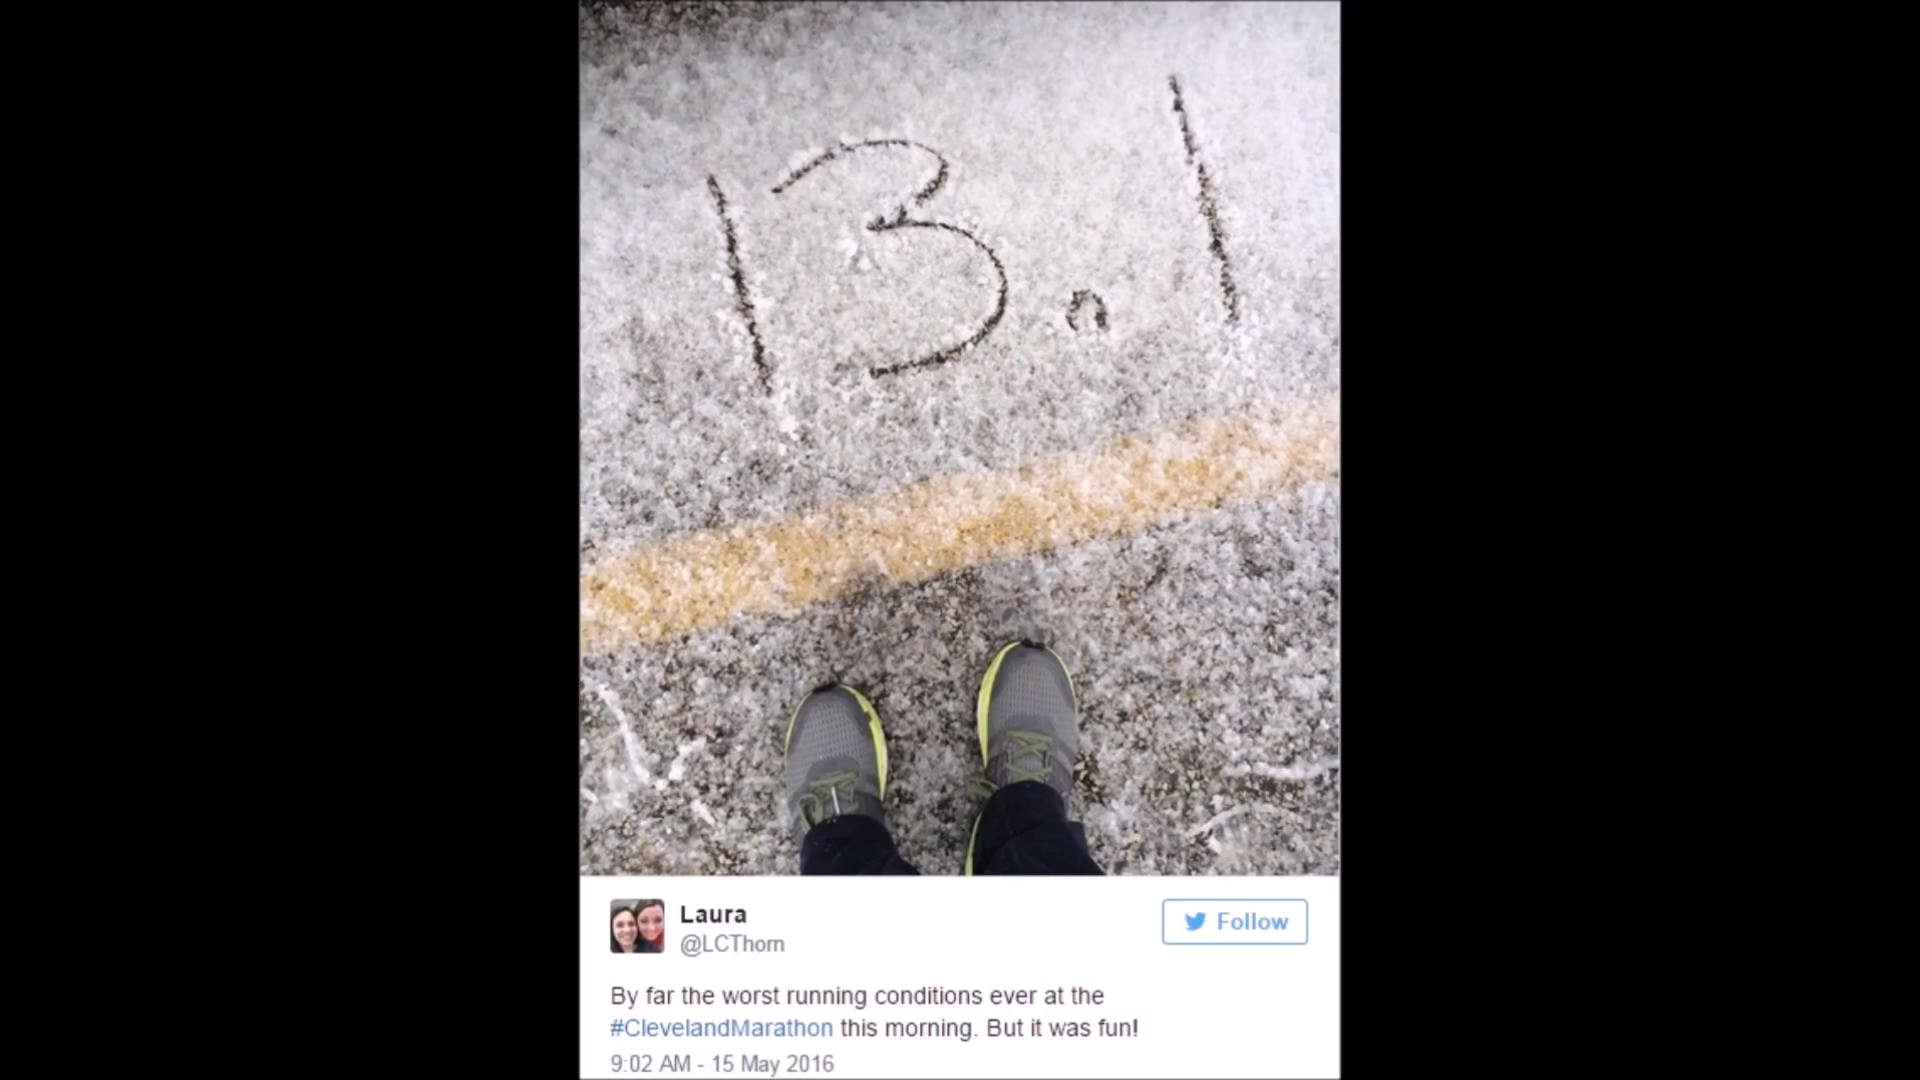 13.1
Laura
@LCThorn
Follow
By far the worst running conditions ever at the
#ClevelandMarathon this morning. But it was fun!
9:02 AM - 15 May 2016